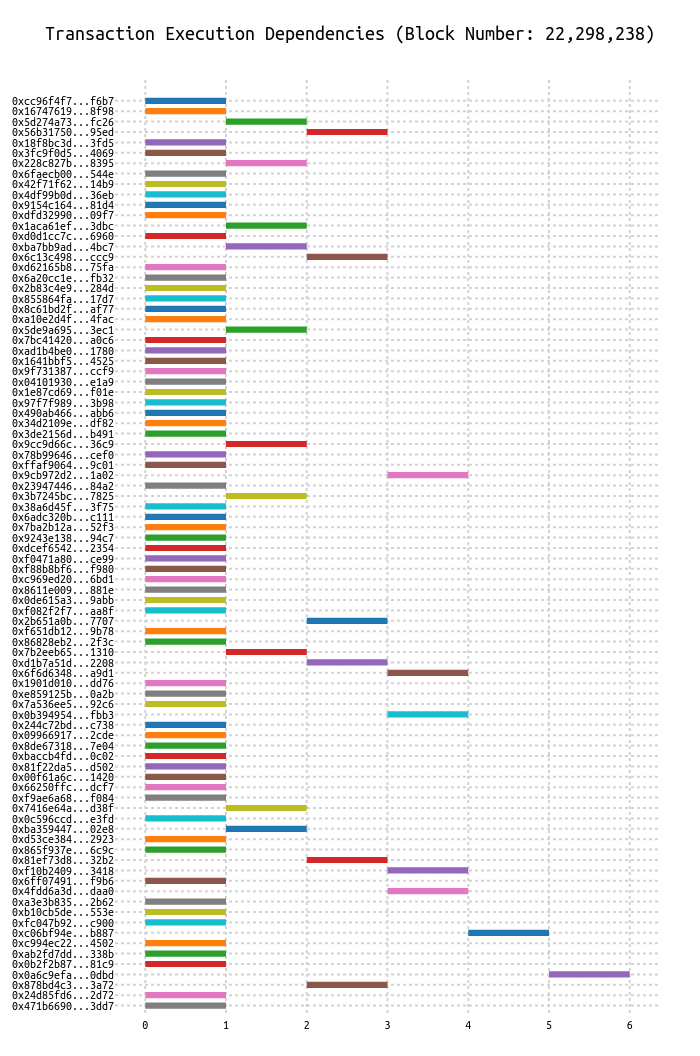 Transaction Execution Dependencies (Block Number: 22,298,238)
0xcc96f4f7...f6b7
0x16747619...8f98
0x5d274a73...fc26
0x56b31750...95ed
0x18f8bc3d...3fd5
0x3fc9f0d5...4069
0x228c827b...8395
0x6faecb00...544e
0x42f71f62...14b9
0x4df99b0d...36eb
0x9154c164...81d4
0xdfd32990...09f7
0x1aca61ef...3dbc
0xd0d1cc7c...6960
0xba7bb9ad...4bc7
0x6c13c498...ccc9
0xd62165b8...75fa
0x6a20cc1e...fb32
0x2b83c4e9...284d
0x855864fa...17d7
0x8c61bd2f...af77
0xa10e2d4f...4fac
0x5de9a695...3ec1
0x7bc41420...a0c6
0xad1b4be0...1780
0x1641bbf5...4525
0x9f731387...ccf9
0x04101930...e1a9
0x1e87cd69...f01e
0x97f7f989...3b98
0x490ab466...abb6
0x34d2109e...df82
0x3de2156d...b491
0x9cc9d66c...36c9
0x78b99646...cef0
0xffaf9064...9c01
0x9cb972d2...1a02
0x23947446...84a2
0x3b7245bc...7825
0x38a6d45f...3f75
0x6adc320b...c111
0x7ba2b12a...52f3
0x9243e138...94c7
0xdcef6542...2354
0xf0471a80...ce99
0xf88b8bf6...f980
0xc969ed20...6bd1
0x8611e009...881e
0x0de615a3...9abb
0xf082f2f7...aa8f
0x2b651a0b...7707
0xf651db12...9b78
0x86828eb2...2f3c
0x7b2eeb65...1310
0xd1b7a51d...2208
0x6f6d6348...a9d1
0x1901d010...dd76
0xe859125b...0a2b
0x7a536ee5...92c6
0x0b394954...fbb3
0x244c72bd...c738
0x09966917...2cde
0x8de67318...7e04
0xbaccb4fd...0c02
0x81f22da5...d502
0x00f61a6c...1420
0x66250ffc...dcf7
0xf9ae6a68...f084
0x7416e64a...d38f
0x0c596ccd...e3fd
0xba359447...02e8
0xd53ce384...2923
0x865f937e...6c9c
0x81ef73d8...32b2
0xf10b2409...3418
0x6ff07491...f9b6
0x4fdd6a3d...daa0
0xa3e3b835...2b62
0xb10cb5de...553e
0xfc047b92...c900
0xc06bf94e...b887
0xc994ec22...4502
0xab2fd7dd...338b
0x0b2f2b87...81c9
0x0a6c9efa...0dbd
0x878bd4c3...3a72
0x24d85fd6...2d72
0x471b6690...3dd7
0 1 2 3 4 5 6